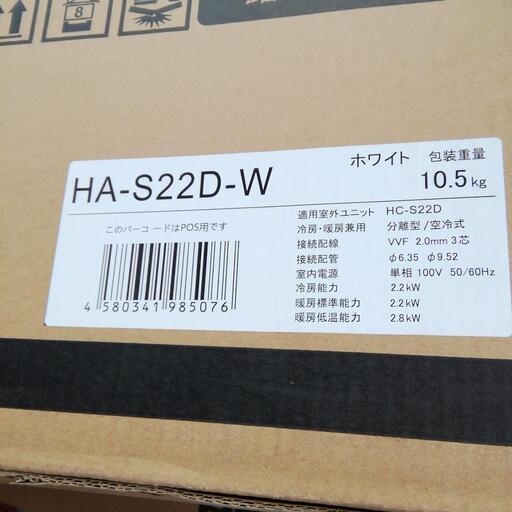 8
ホワイト 包装重量
HA-S22D-W 10.5kg
このバーコードはPOS用です
4 580341 985076
適用室外ユニット HC-S22D
冷房・暖房兼用 分離型/空冷式
接続配線 VVF 2.0mm 3芯
接続配管 φ6.35 φ9.52
室内電源 単相 100V 50/60Hz
冷房能力 2.2kW
暖房標準能力 2.2kW
暖房低温能力 2.8kW